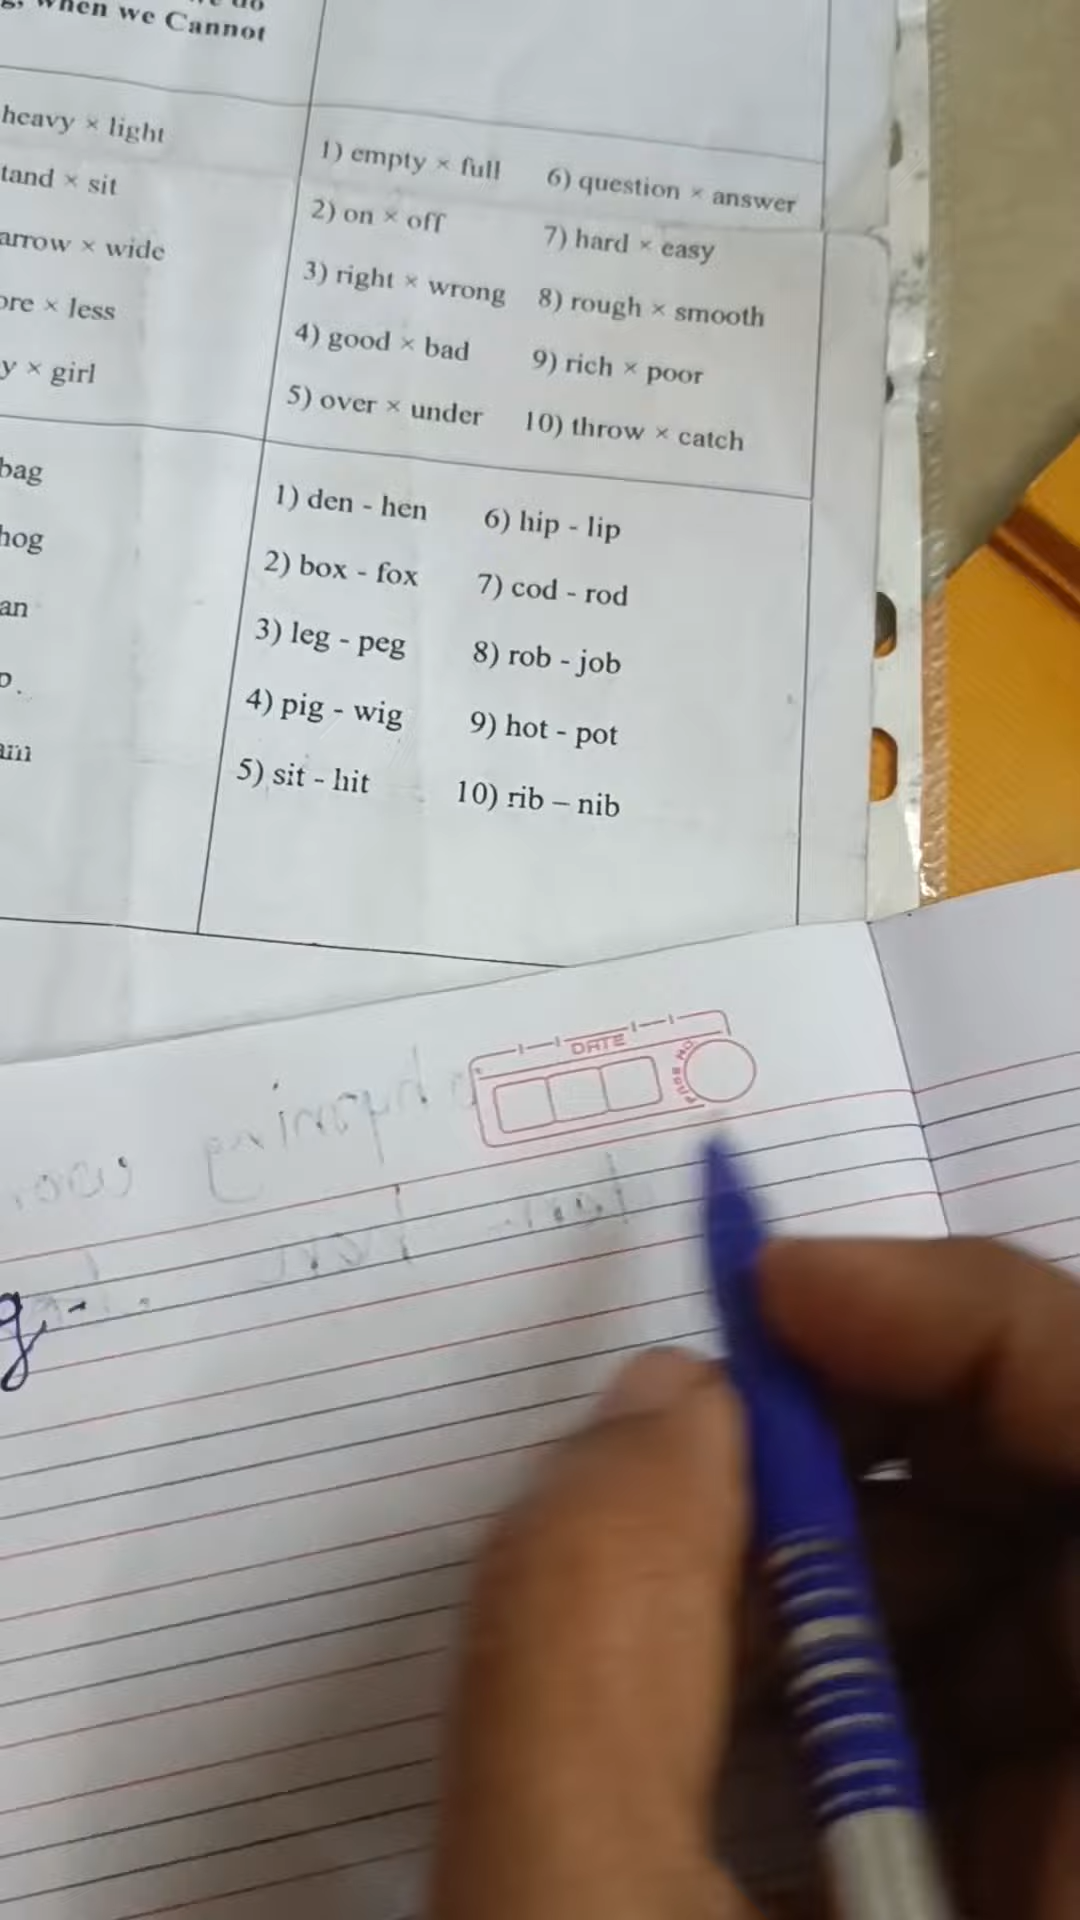 when we Cannot
heavy × light
tand × sit
arrow × wide
ore × less
y × girl
1) empty × full 6) question × answer
2) on × off 7) hard × easy
3) right × wrong 8) rough × smooth
4) good × bad 9) rich × poor
5) over × under 10) throw × catch
bag
hog
an
am
1) den - hen 6) hip - lip
2) box - fox 7) cod - rod
3) leg - peg 8) rob - job
4) pig - wig 9) hot - pot
5) sit - hit 10) rib – nib
DATE
PAGE NO
g-